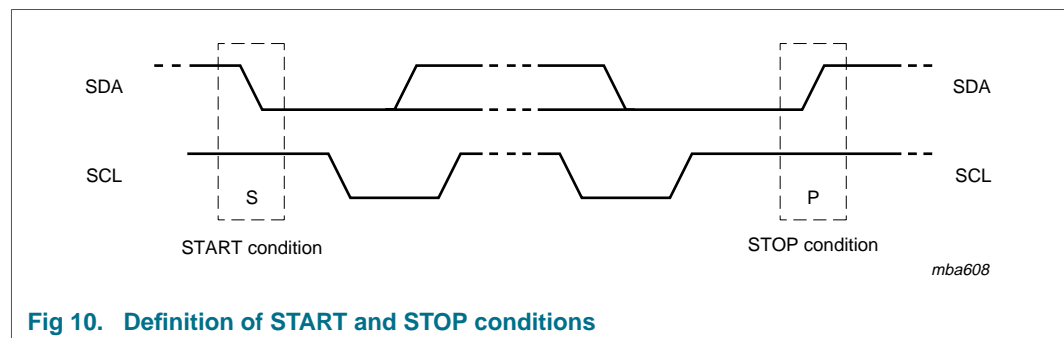 SDA SDA
SCL SCL
S P
START condition STOP condition
mba608
Fig 10. Definition of START and STOP conditions